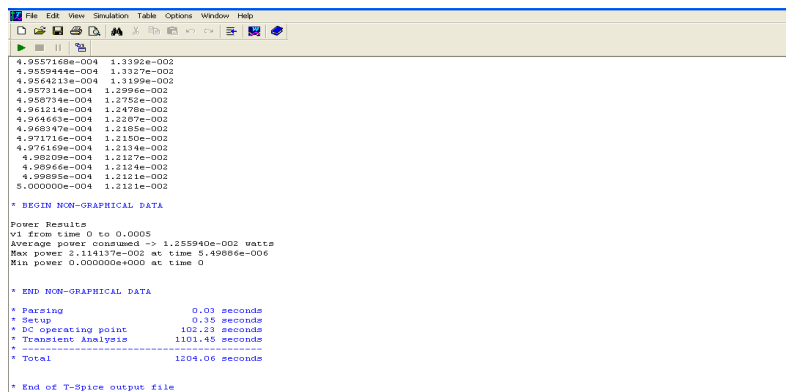 File Edit View Simulation Table Options Window Help
4.9557168e-004 1.3392e-002
4.9559444e-004 1.3327e-002
4.9564213e-004 1.3199e-002
4.957314e-004 1.2996e-002
4.958734e-004 1.2752e-002
4.961214e-004 1.2478e-002
4.964663e-004 1.2287e-002
4.968347e-004 1.2185e-002
4.971716e-004 1.2150e-002
4.976169e-004 1.2134e-002
4.98209e-004 1.2127e-002
4.98966e-004 1.2124e-002
4.99895e-004 1.2121e-002
5.000000e-004 1.2121e-002
* BEGIN NON-GRAPHICAL DATA
Power Results
v1 from time 0 to 0.0005
Average power consumed -> 1.255940e-002 watts
Max power 2.114137e-002 at time 5.49886e-006
Min power 0.000000e+000 at time 0
* END NON-GRAPHICAL DATA
* Parsing 0.03 seconds
* Setup 0.35 seconds
* DC operating point 102.23 seconds
* Transient Analysis 1101.45 seconds
* -----------------------------------------
* Total 1204.06 seconds
* End of T-Spice output file